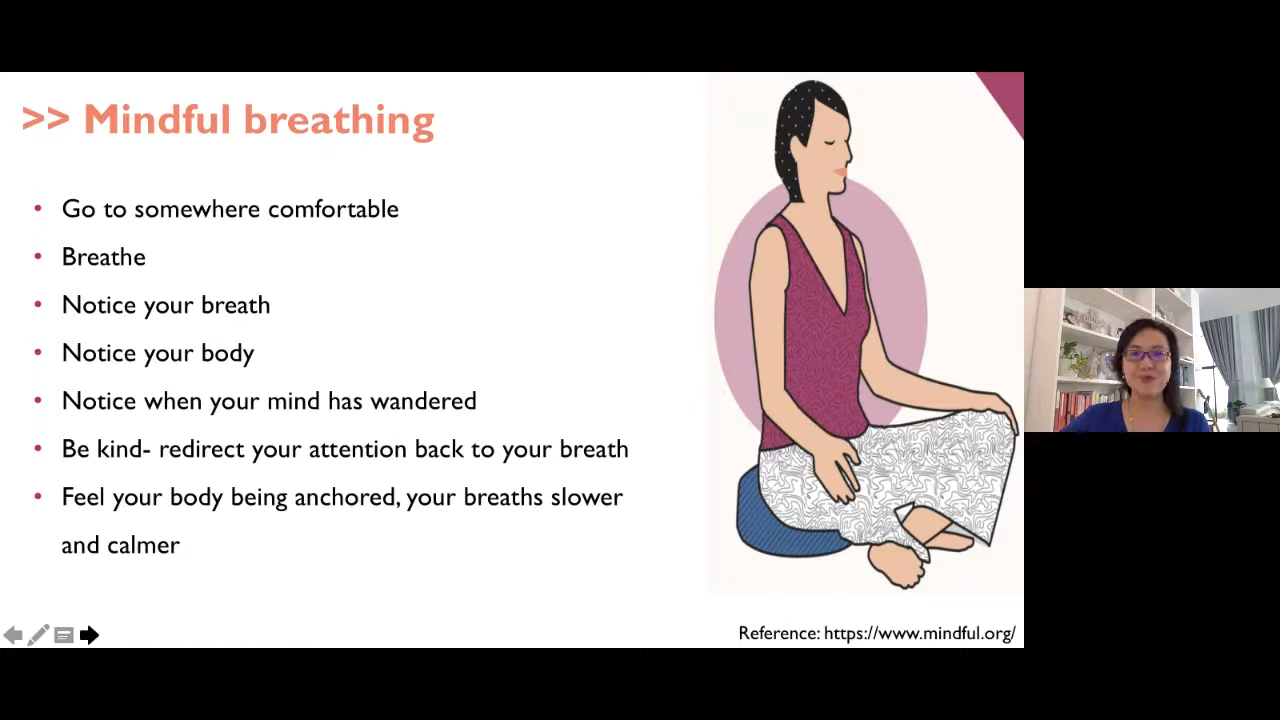 >> Mindful breathing
• Go to somewhere comfortable
• Breathe
• Notice your breath
• Notice your body
• Notice when your mind has wandered
• Be kind- redirect your attention back to your breath
• Feel your body being anchored, your breaths slower
and calmer
Reference: https://www.mindful.org/